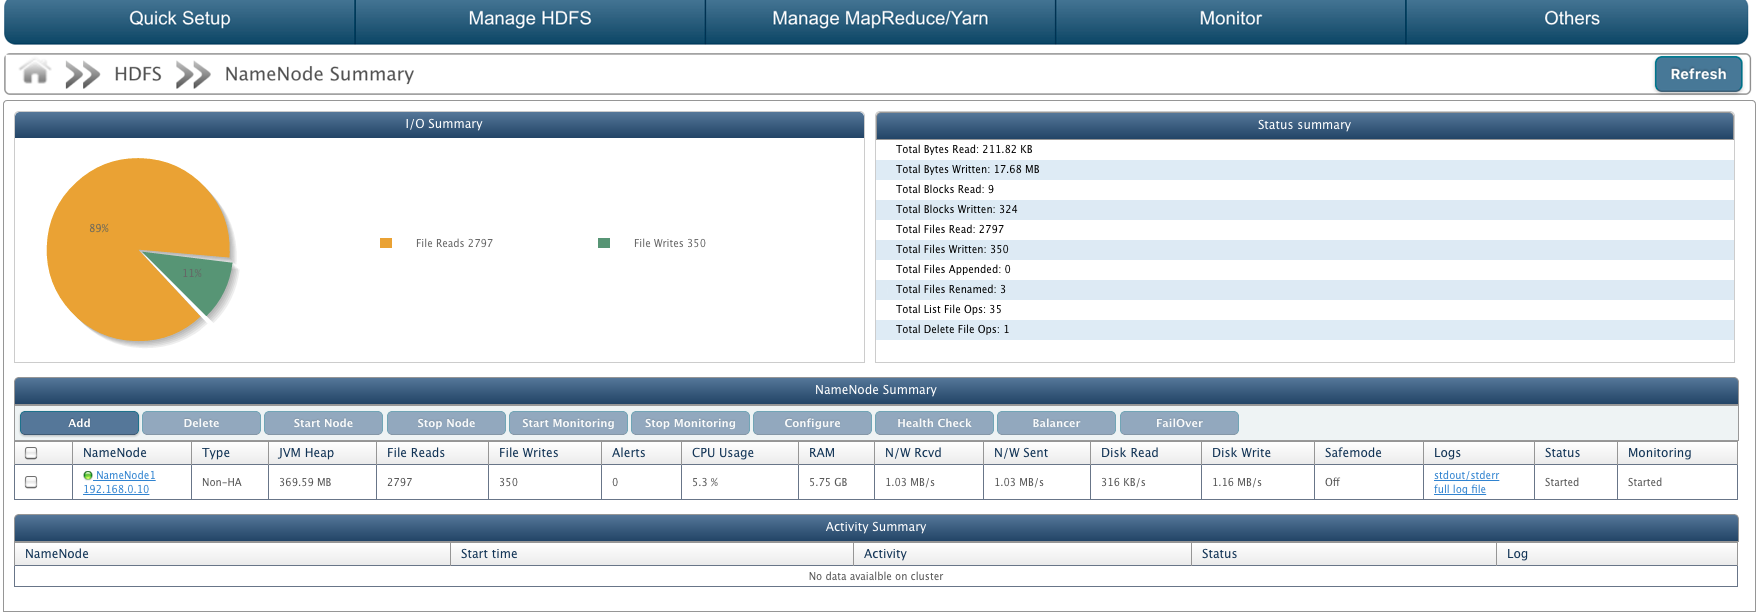 Quick Setup Manage HDFS Manage MapReduce/Yarn Monitor Others
HDFS NameNode Summary Refresh
I/O Summary
89%
11%
File Reads 2797 File Writes 350
Status summary
Total Bytes Read: 211.82 KB
Total Bytes Written: 17.68 MB
Total Blocks Read: 9
Total Blocks Written: 324
Total Files Read: 2797
Total Files Written: 350
Total Files Appended: 0
Total Files Renamed: 3
Total List File Ops: 35
Total Delete File Ops: 1
NameNode Summary
Add Delete Start Node Stop Node Start Monitoring Stop Monitoring Configure Health Check Balancer FailOver
NameNode Type JVM Heap File Reads File Writes Alerts CPU Usage RAM N/W Rcvd N/W Sent Disk Read Disk Write Safemode Logs Status Monitoring
NameNode1 stdout/stderr
Non-HA 369.59 MB 2797 350 0 5.3 % 5.75 GB 1.03 MB/s 1.03 MB/s 316 KB/s 1.16 MB/s Off Started Started
192.168.0.10 full log file
Activity Summary
NameNode Start time Activity Status Log
No data avaialble on cluster